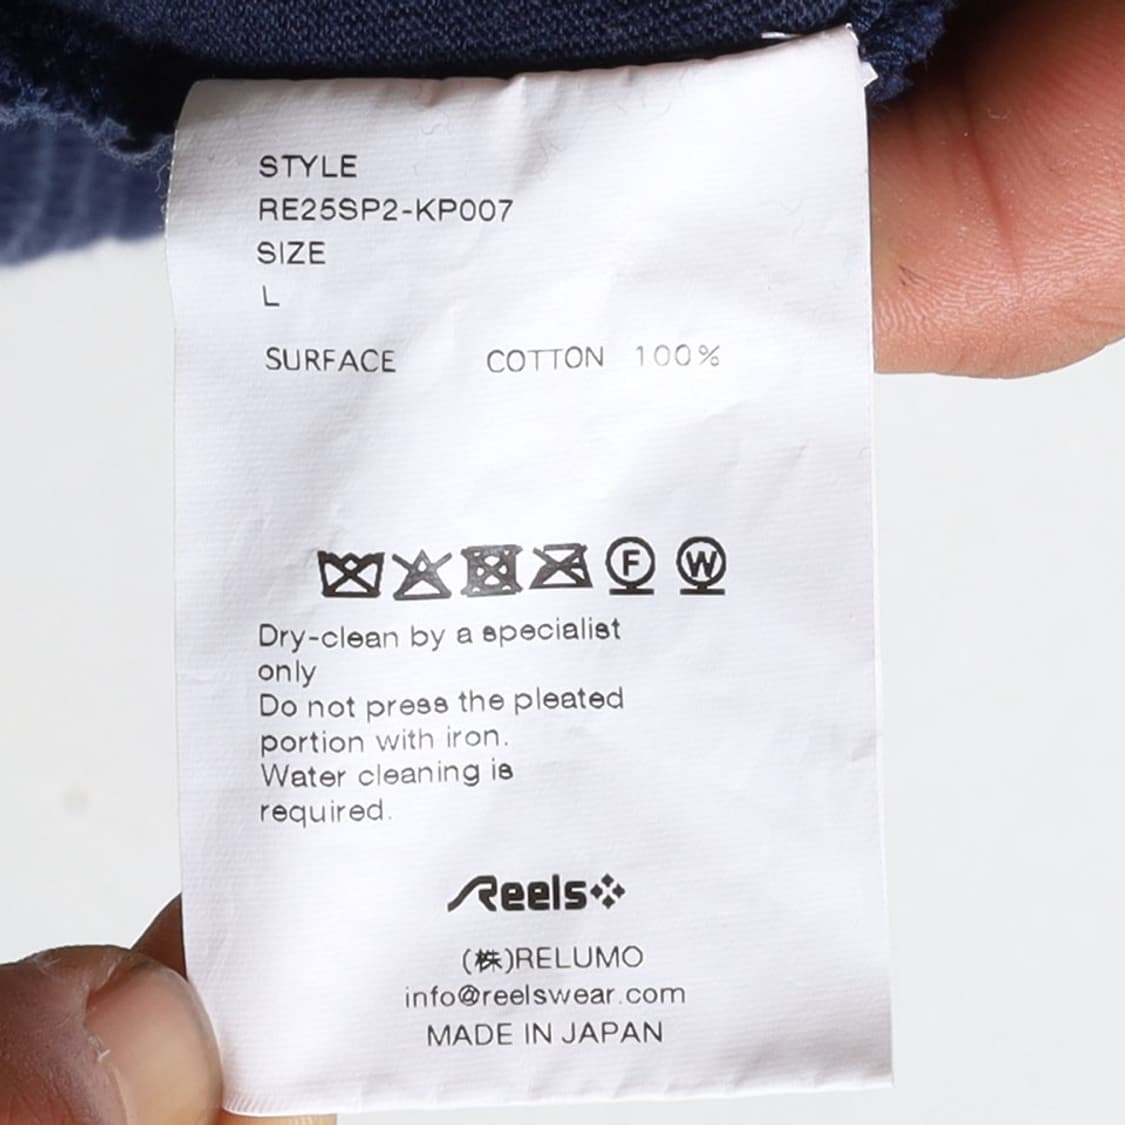 STYLE
RE25SP2-KP007
SIZE
L
SURFACE COTTON 100%
F W
Dry-clean by a specialist
only
Do not press the pleated
portion with iron.
Water cleaning is
required.
Reels
(株)RELUMO
info@reelswear.com
MADE IN JAPAN